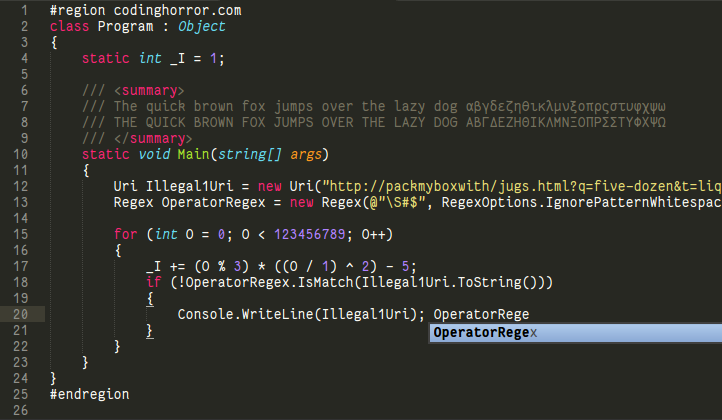 1 #region codinghorror.com
2 class Program : Object
3 {
4 static int _I = 1;
5
6 /// <summary>
7 /// The quick brown fox jumps over the lazy dog αβγδεζηθικλμνξοπρςστυφχψω
8 /// THE QUICK BROWN FOX JUMPS OVER THE LAZY DOG ΑΒΓΔΕΖΗΘΙΚΛΜΝΞΟΠΡΣΣΤΥΦΧΨΩ
9 /// </summary>
10 static void Main(string[] args)
11 {
12 Uri Illegal1Uri = new Uri("http://packmyboxwith/jugs.html?q=five-dozen&t=liq
13 Regex OperatorRegex = new Regex(@"\S#$", RegexOptions.IgnorePatternWhitespac
14
15 for (int O = 0; O < 123456789; O++)
16 {
17 _I += (O % 3) * ((O / 1) ^ 2) - 5;
18 if (!OperatorRegex.IsMatch(Illegal1Uri.ToString()))
19 {
20 Console.WriteLine(Illegal1Uri); OperatorRege
OperatorRegex
21 }
22 }
23 }
24 }
25 #endregion
26